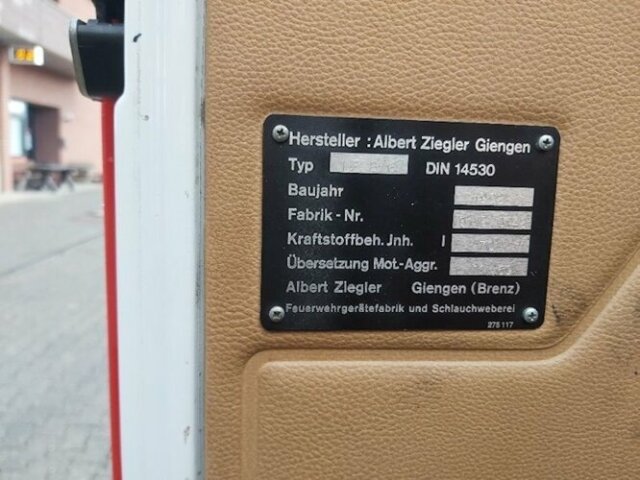 Hersteller : Albert Ziegler Giengen
Typ DIN 14530
Baujahr
Fabrik - Nr.
Kraftstoffbeh. Jnh. l
Übersetzung Mot.-Aggr.
Albert Ziegler Giengen (Brenz)
Feuerwehrgerätefabrik und Schlauchweberei
275 117